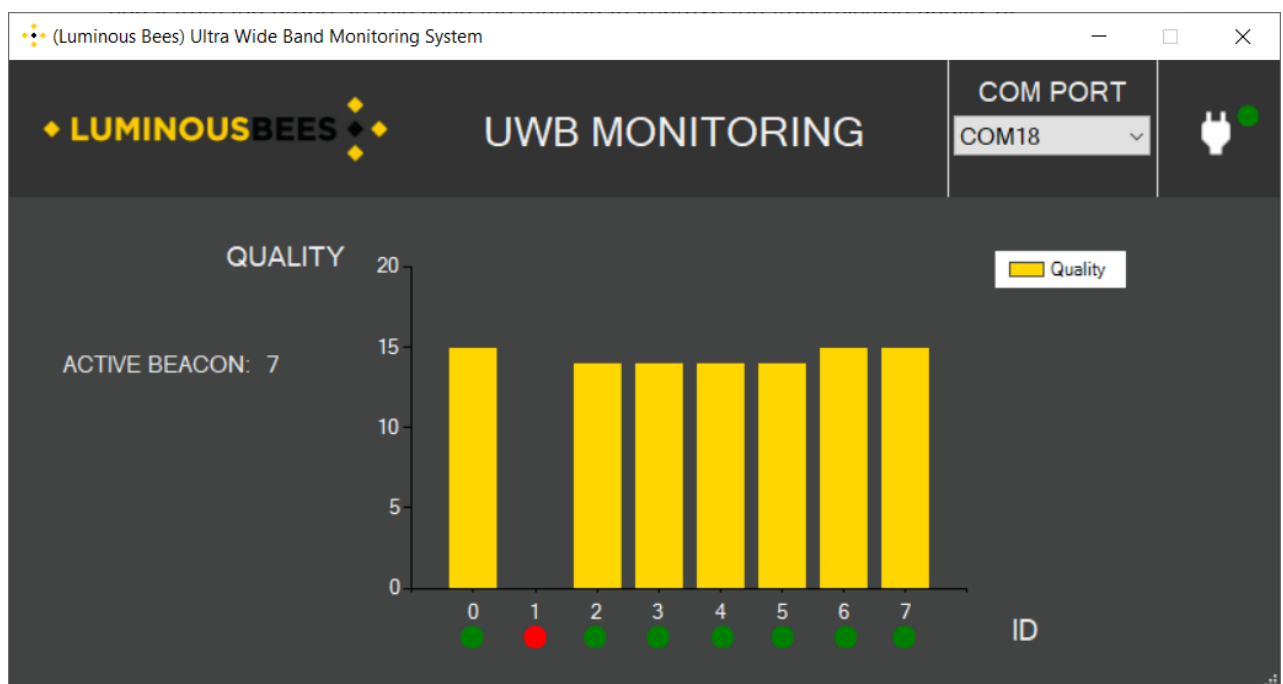 (Luminous Bees) Ultra Wide Band Monitoring System
LUMINOUSBEES
UWB MONITORING
COM PORT
COM18
QUALITY
ACTIVE BEACON: 7
20
15
10
5
0
Quality
0 1 2 3 4 5 6 7
ID